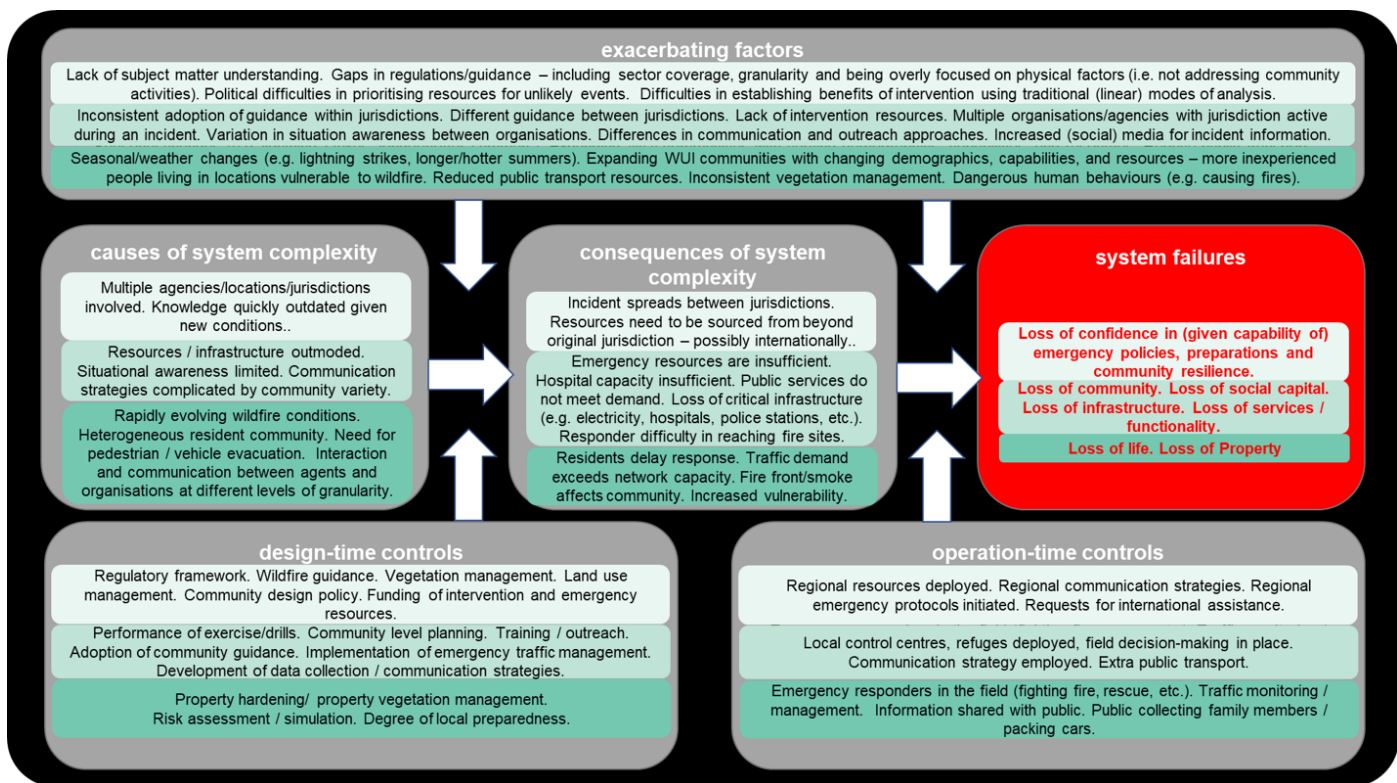 exacerbating factors
Lack of subject matter understanding. Gaps in regulations/guidance – including sector coverage, granularity and being overly focused on physical factors (i.e. not addressing community
activities). Political difficulties in prioritising resources for unlikely events. Difficulties in establishing benefits of intervention using traditional (linear) modes of analysis.
Inconsistent adoption of guidance within jurisdictions. Different guidance between jurisdictions. Lack of intervention resources. Multiple organisations/agencies with jurisdiction active
during an incident. Variation in situation awareness between organisations. Differences in communication and outreach approaches. Increased (social) media for incident information.
Seasonal/weather changes (e.g. lightning strikes, longer/hotter summers). Expanding WUI communities with changing demographics, capabilities, and resources – more inexperienced
people living in locations vulnerable to wildfire. Reduced public transport resources. Inconsistent vegetation management. Dangerous human behaviours (e.g. causing fires).
causes of system complexity
Multiple agencies/locations/jurisdictions
involved. Knowledge quickly outdated given
new conditions..
Resources / infrastructure outmoded.
Situational awareness limited. Communication
strategies complicated by community variety.
Rapidly evolving wildfire conditions.
Heterogeneous resident community. Need for
pedestrian / vehicle evacuation. Interaction
and communication between agents and
organisations at different levels of granularity.
consequences of system
complexity
Incident spreads between jurisdictions.
Resources need to be sourced from beyond
original jurisdiction – possibly internationally..
Emergency resources are insufficient.
Hospital capacity insufficient. Public services do
not meet demand. Loss of critical infrastructure
(e.g. electricity, hospitals, police stations, etc.).
Responder difficulty in reaching fire sites.
Residents delay response. Traffic demand
exceeds network capacity. Fire front/smoke
affects community. Increased vulnerability.
system failures
Loss of confidence in (given capability of)
emergency policies, preparations and
community resilience.
Loss of community. Loss of social capital.
Loss of infrastructure. Loss of services /
functionality.
Loss of life. Loss of Property
design-time controls
Regulatory framework. Wildfire guidance. Vegetation management. Land use
management. Community design policy. Funding of intervention and emergency
resources.
Performance of exercise/drills. Community level planning. Training / outreach.
Adoption of community guidance. Implementation of emergency traffic management.
Development of data collection / communication strategies.
Property hardening/ property vegetation management.
Risk assessment / simulation. Degree of local preparedness.
operation-time controls
Regional resources deployed. Regional communication strategies. Regional
emergency protocols initiated. Requests for international assistance.
Local control centres, refuges deployed, field decision-making in place.
Communication strategy employed. Extra public transport.
Emergency responders in the field (fighting fire, rescue, etc.). Traffic monitoring /
management. Information shared with public. Public collecting family members /
packing cars.